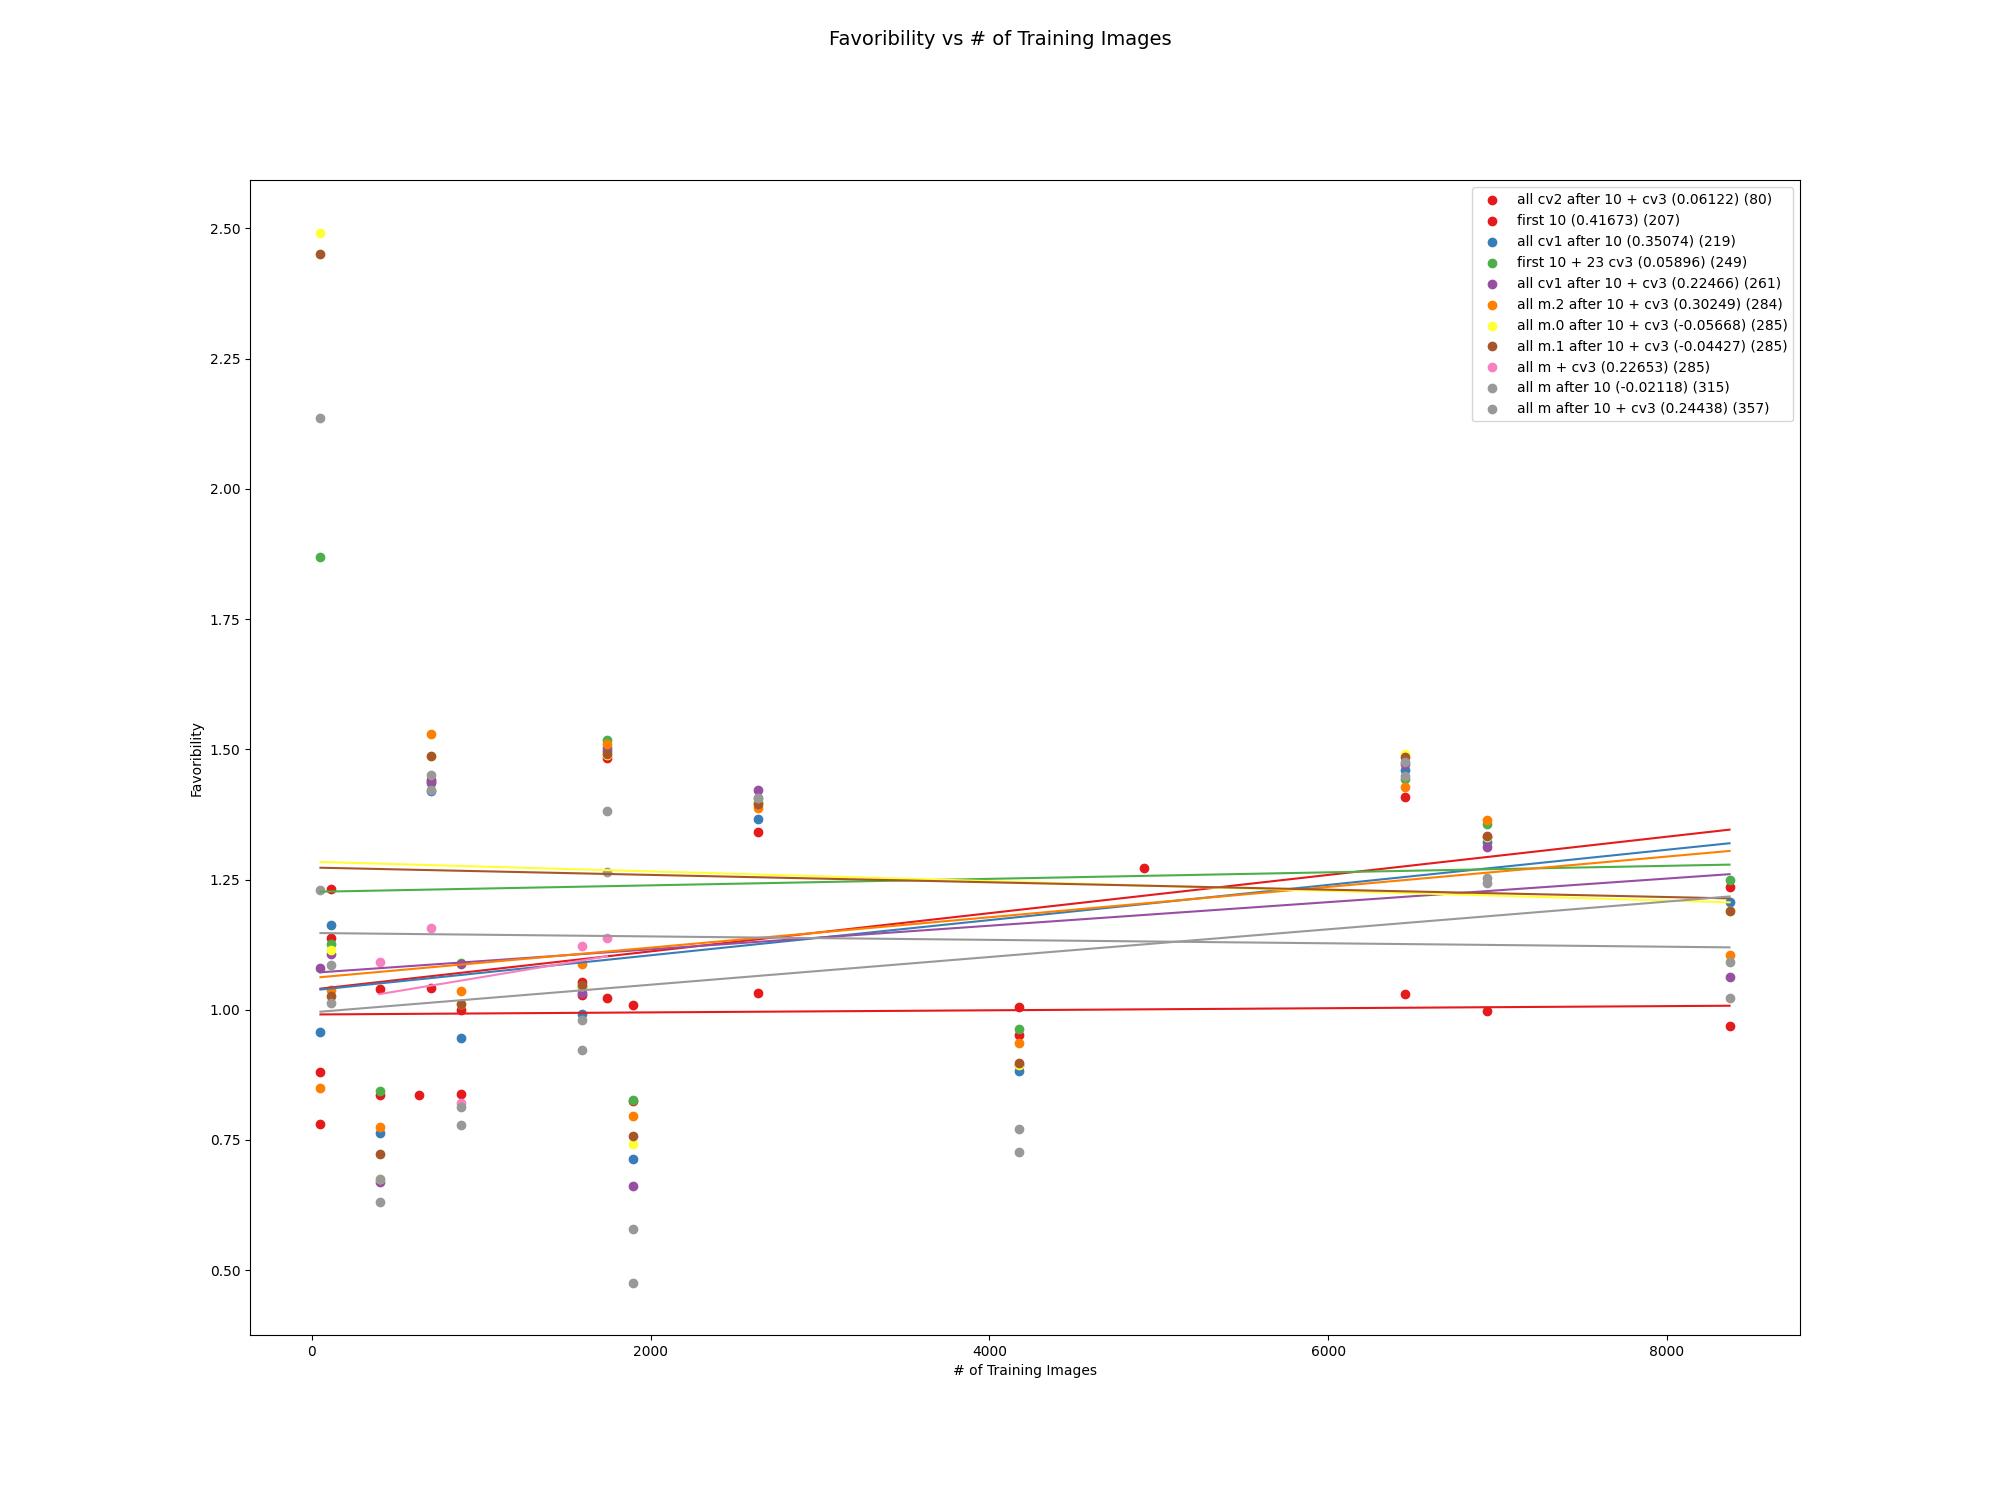 Favoribility vs # of Training Images
all cv2 after 10 + cv3 (0.06122) (80)
first 10 (0.41673) (207)
all cv1 after 10 (0.35074) (219)
first 10 + 23 cv3 (0.05896) (249)
all cv1 after 10 + cv3 (0.22466) (261)
all m.2 after 10 + cv3 (0.30249) (284)
all m.0 after 10 + cv3 (-0.05668) (285)
all m.1 after 10 + cv3 (-0.04427) (285)
all m + cv3 (0.22653) (285)
all m after 10 (-0.02118) (315)
all m after 10 + cv3 (0.24438) (357)
2.50
2.25
2.00
1.75
1.50
1.25
1.00
0.75
0.50
Favoribility
0 2000 4000 6000 8000
# of Training Images